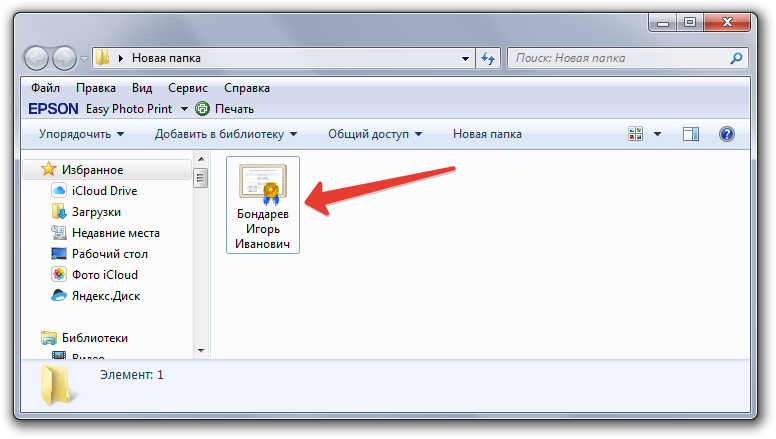 Новая папка
Поиск: Новая папка
Файл Правка Вид Сервис Справка
EPSON Easy Photo Print Печать
Упорядочить Добавить в библиотеку Общий доступ Новая папка
Избранное
iCloud Drive
Загрузки
Недавние места
Рабочий стол
Фото iCloud
Яндекс.Диск
Библиотеки
Видео
Бондарев
Игорь
Иванович
Элемент: 1